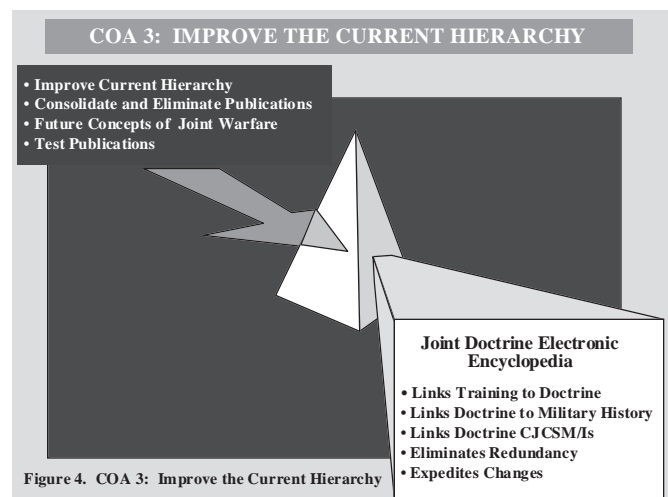 COA 3: IMPROVE THE CURRENT HIERARCHY
• Improve Current Hierarchy
• Consolidate and Eliminate Publications
• Future Concepts of Joint Warfare
• Test Publications
Joint Doctrine Electronic
Encyclopedia
• Links Training to Doctrine
• Links Doctrine to Military History
• Links Doctrine CJCSM/Is
• Eliminates Redundancy
• Expedites Changes
Figure 4. COA 3: Improve the Current Hierarchy